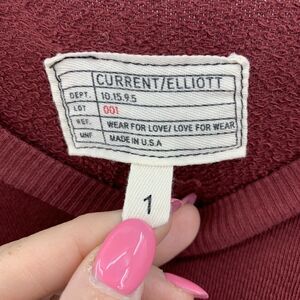 CURRENT/ELLIOTT
DEPT. 10.15.9.5
LOT 001
REF. WEAR FOR LOVE/ LOVE FOR WEAR
MNF MADE IN U.S.A
1